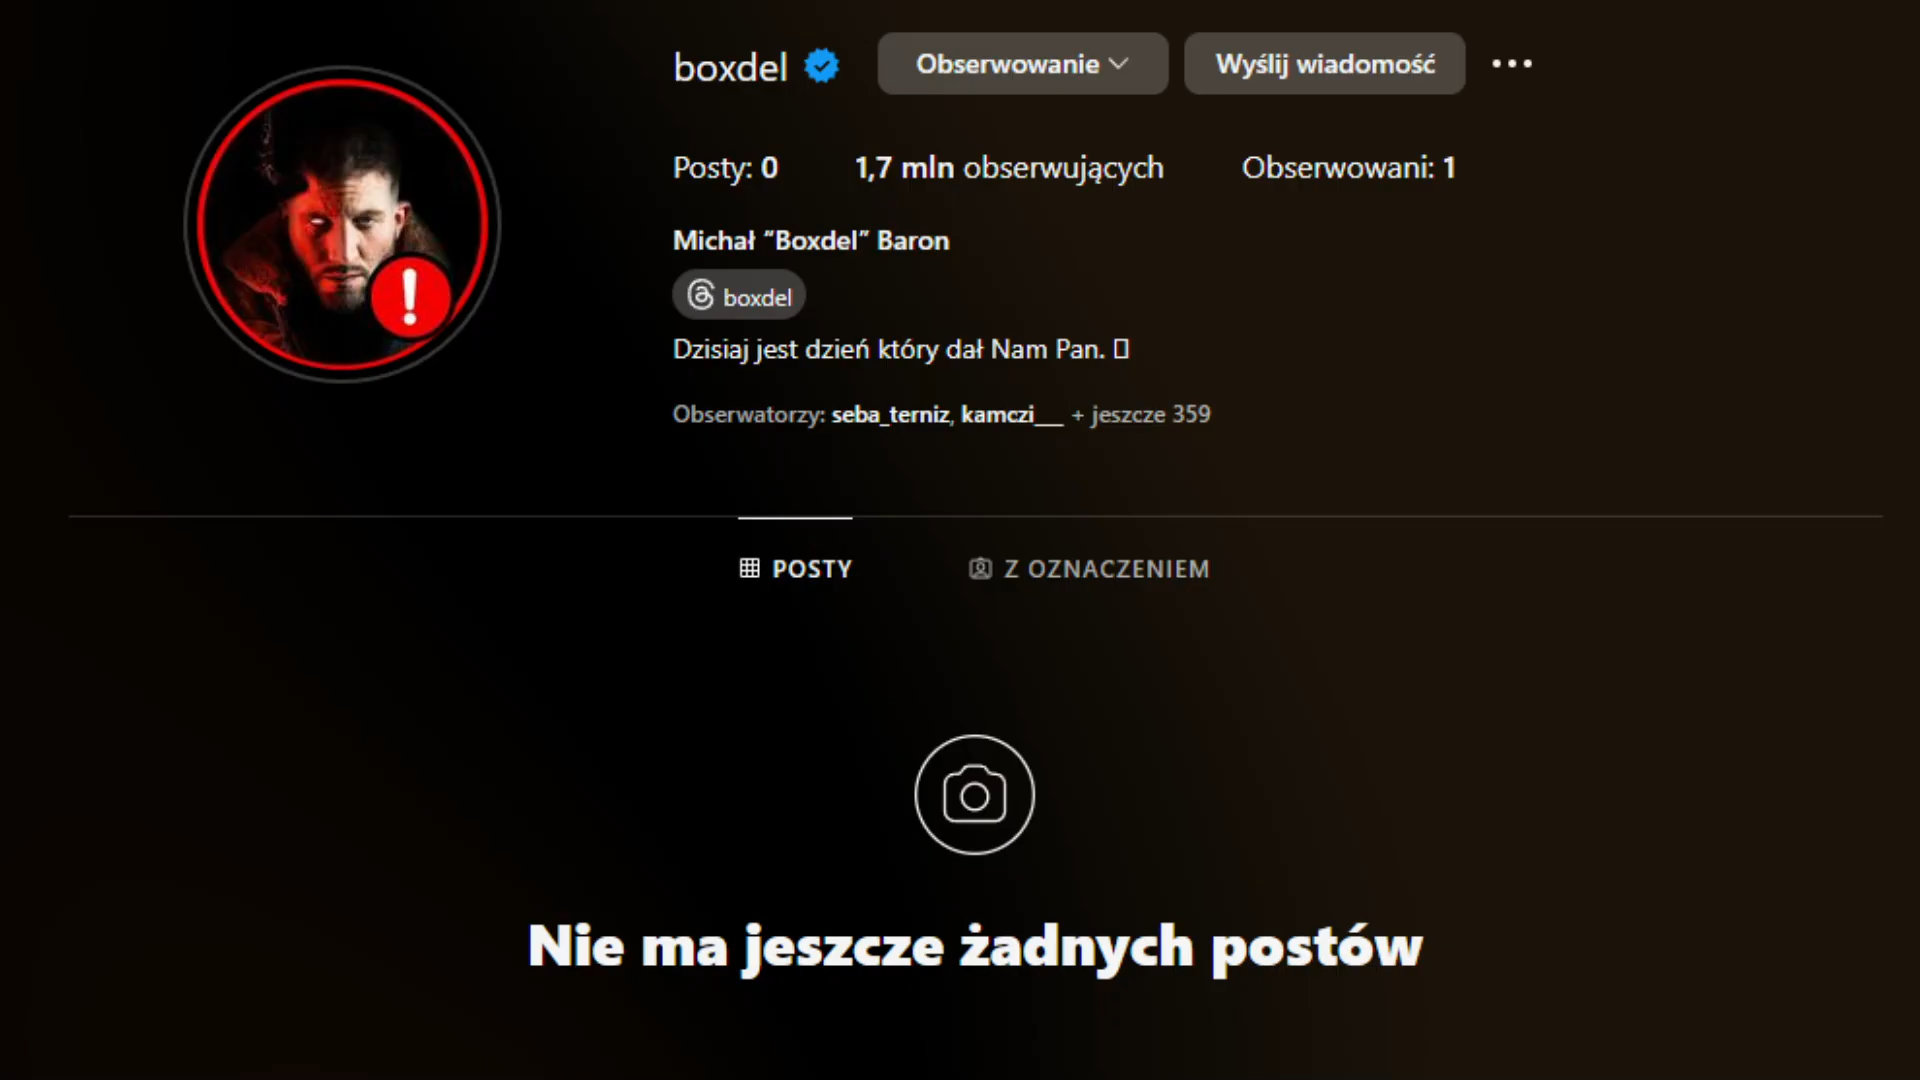 boxdel
Obserwowanie
Wyślij wiadomość
Posty: 0
1,7 mln obserwujących
Obserwowani: 1
Michał “Boxdel” Baron
boxdel
Dzisiaj jest dzień który dał Nam Pan.
Obserwatorzy: seba_terniz, kamczi___ + jeszcze 359
POSTY
Z OZNACZENIEM
Nie ma jeszcze żadnych postów